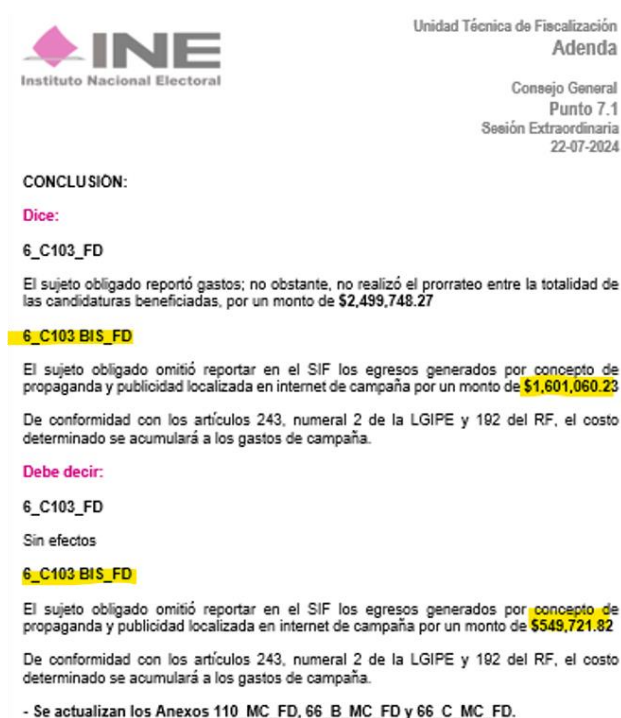 INE
Instituto Nacional Electoral
Unidad Técnica de Fiscalización
Adenda
Consejo General
Punto 7.1
Sesión Extraordinaria
22-07-2024
CONCLUSIÓN:
Dice:
6_C103_FD
El sujeto obligado reportó gastos; no obstante, no realizó el prorrateo entre la totalidad de
las candidaturas beneficiadas, por un monto de $2,499,748.27
6_C103 BIS_FD
El sujeto obligado omitió reportar en el SIF los egresos generados por concepto de
propaganda y publicidad localizada en internet de campaña por un monto de $1,601,060.23
De conformidad con los artículos 243, numeral 2 de la LGIPE y 192 del RF, el costo
determinado se acumulará a los gastos de campaña.
Debe decir:
6_C103_FD
Sin efectos
6_C103 BIS_FD
El sujeto obligado omitió reportar en el SIF los egresos generados por concepto de
propaganda y publicidad localizada en internet de campaña por un monto de $549,721.82
De conformidad con los artículos 243, numeral 2 de la LGIPE y 192 del RF, el costo
determinado se acumulará a los gastos de campaña.
- Se actualizan los Anexos 110_MC_FD, 66_B_MC_FD y 66_C_MC_FD.